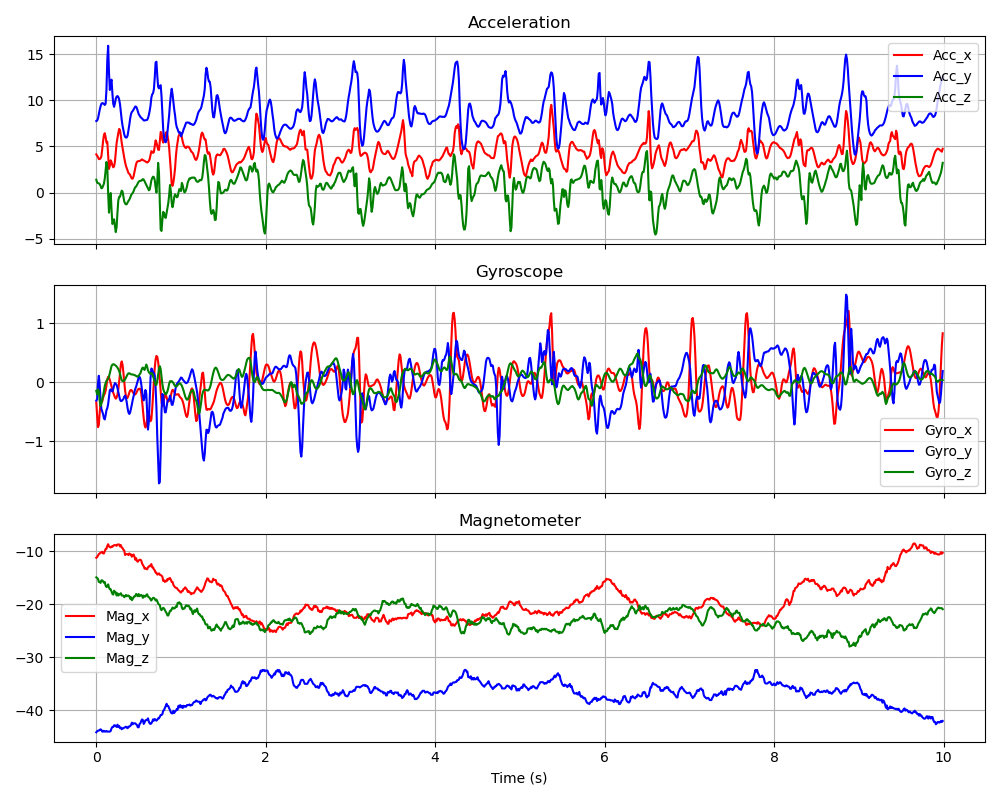 Acceleration
15
10
5
0
−5
Acc_x
Acc_y
Acc_z
Gyroscope
1
0
−1
Gyro_x
Gyro_y
Gyro_z
Magnetometer
−10
−20
−30
−40
Mag_x
Mag_y
Mag_z
0 2 4 6 8 10
Time (s)